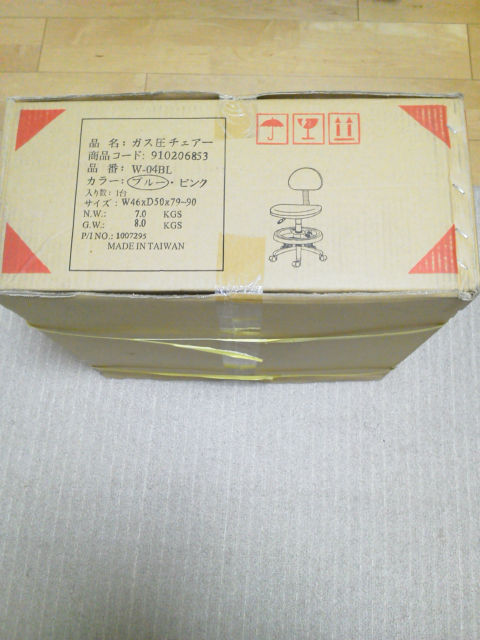 品 名: ガス圧チェアー
商品コード: 910206853
品 番: W-04BL
カラー: ブルー・ピンク
入り数: 1台
サイズ: W46xD50x79~90
N.W.: 7.0 KGS
G.W.: 8.0 KGS
P/I NO.: 1007295
MADE IN TAIWAN